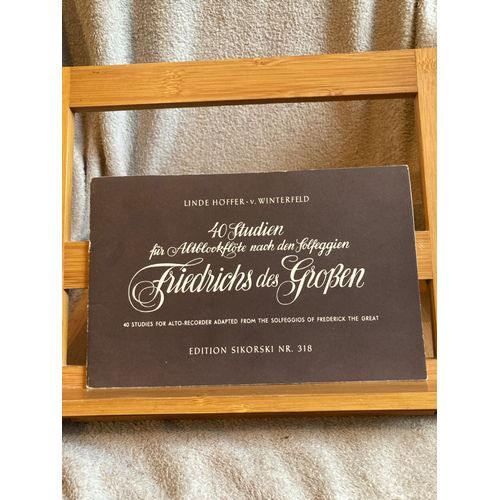 LINDE HÖFFER - v. WINTERFELD
40 Studien
für Altblockflöte nach den Solfeggien
Friedrichs des Großen
40 STUDIES FOR ALTO-RECORDER ADAPTED FROM THE SOLFEGGIOS OF FREDERICK THE GREAT
EDITION SIKORSKI NR. 318